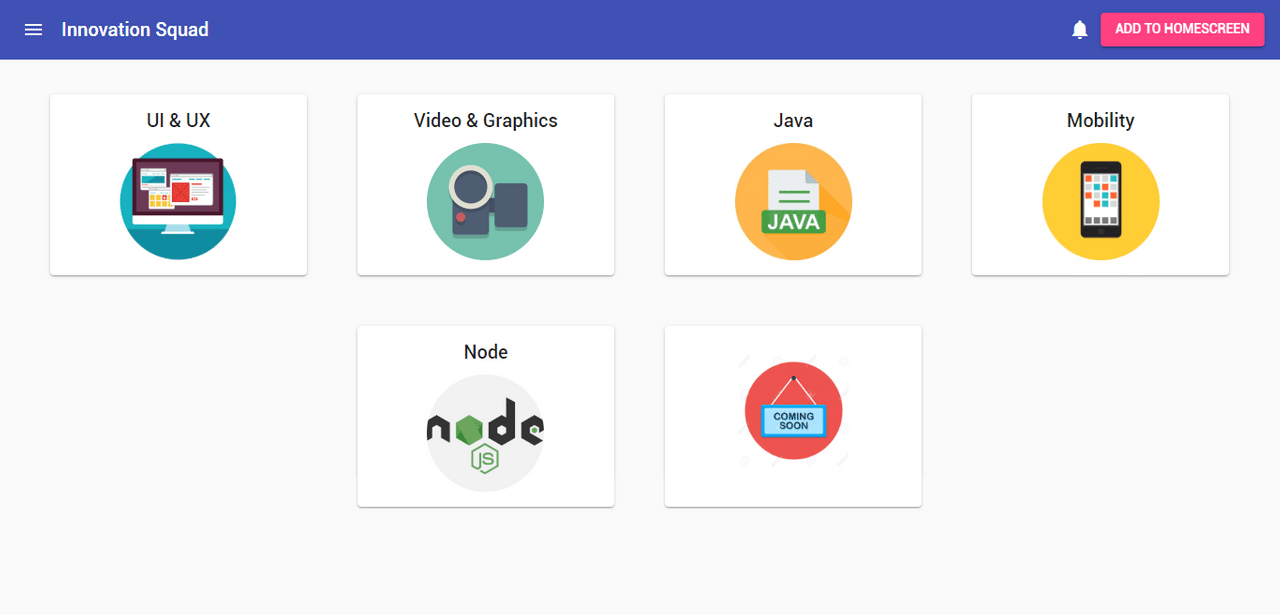 Innovation Squad
ADD TO HOMESCREEN
UI & UX
Video & Graphics
Java
Mobility
JAVA
Node
node
JS
COMING
SOON